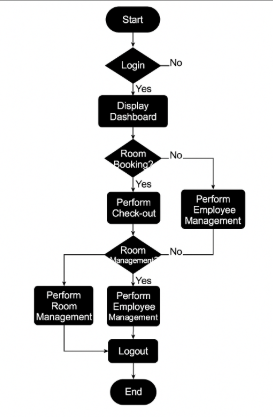 Start
Login
No
Yes
Display
Dashboard
Room
Booking?
No
Yes
Perform
Check-out
Perform
Employee
Management
Room
Management?
No
Yes
Perform
Room
Management
Perform
Employee
Management
Logout
End